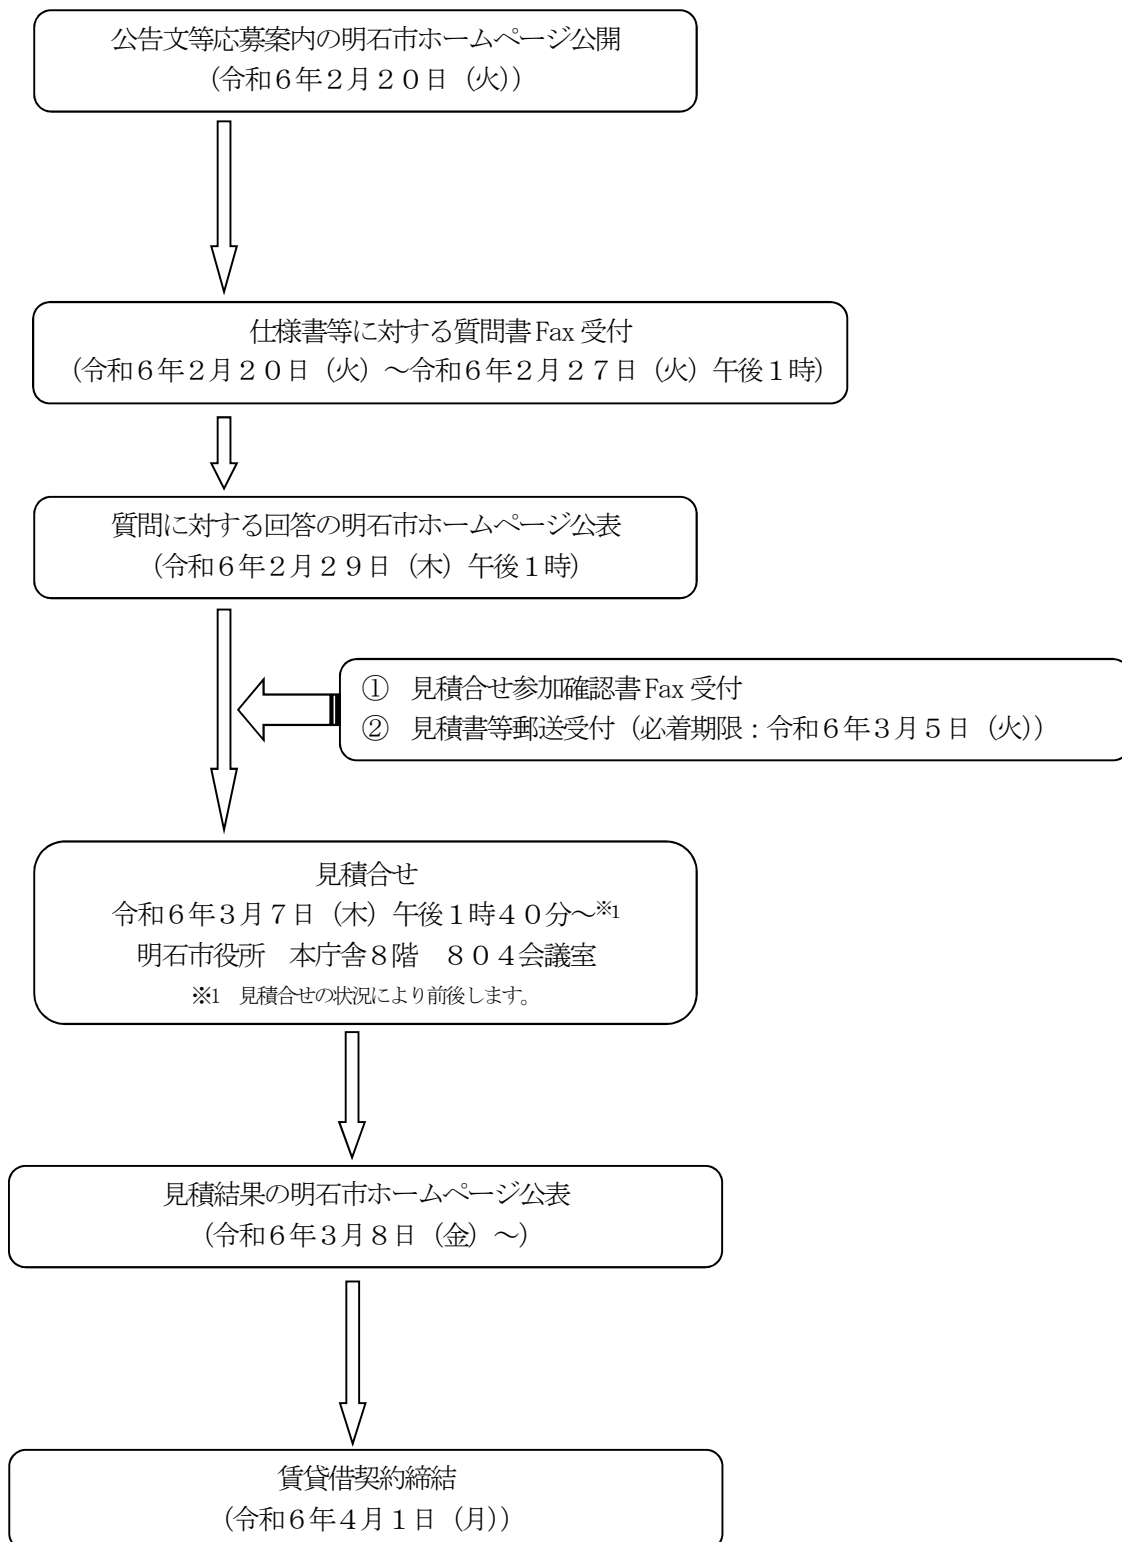 公告文等応募案内の明石市ホームページ公開
(令和６年２月２０日（火））
仕様書等に対する質問書 Fax 受付
(令和６年２月２０日（火）～令和６年２月２７日（火）午後１時)
質問に対する回答の明石市ホームページ公表
(令和６年２月２９日（木）午後１時)
① 見積合せ参加確認書 Fax 受付
② 見積書等郵送受付（必着期限：令和６年３月５日（火））
見積合せ
令和６年３月７日（木）午後１時４０分～※1
明石市役所　本庁舎８階　８０４会議室
※1　見積合せの状況により前後します。
見積結果の明石市ホームページ公表
(令和６年３月８日（金）～)
賃貸借契約締結
(令和６年４月１日（月））